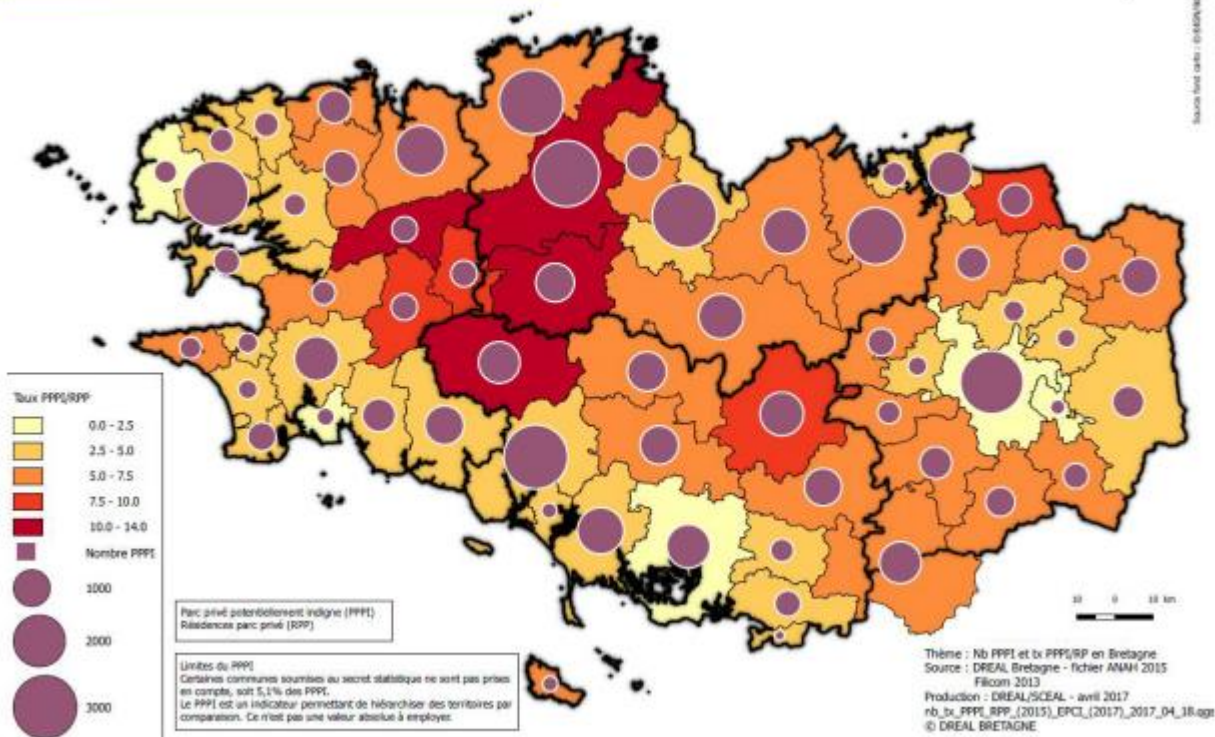 Taux PPPI/RPP
0.0 - 2.5
2.5 - 5.0
5.0 - 7.5
7.5 - 10.0
10.0 - 14.0
Nombre PPPI
1000
2000
3000
Parc privé potentiellement indigne (PPPI)
Résidences parc privé (RPP)
Limites du PPPI
Certaines communes soumises au secret statistique ne sont pas prises
en compte, soit 5,1% des PPPI.
Le PPPI est un indicateur permettant de hiérarchiser des territoires par
comparaison. Ce n'est pas une valeur absolue à employer.
10 0 10 km
Thème : Nb PPPI et tx PPPI/RP en Bretagne
Source : DREAL Bretagne - fichier ANAH 2015
Filicom 2013
Production : DREAL/SCEAL - avril 2017
nb_tx_PPPI_RPP_(2015)_EPCI_(2017)_2017_04_18.qgs
© DREAL BRETAGNE
Source fond carte :